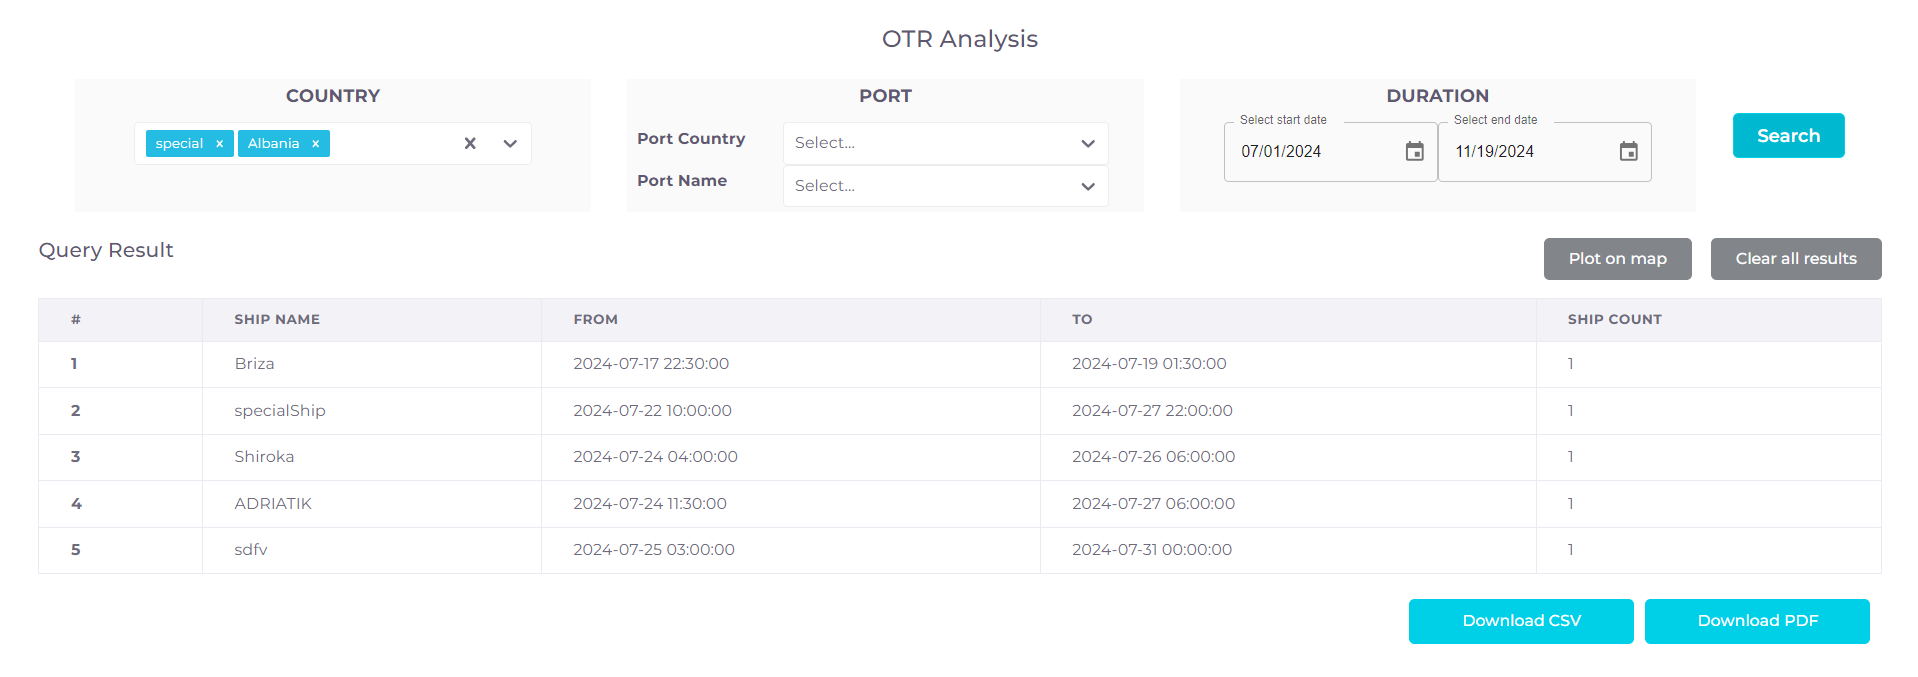 OTR Analysis
COUNTRY
special × Albania ×
PORT
Port Country Select...
Port Name Select...
DURATION
Select start date Select end date
07/01/2024 11/19/2024
Search
Query Result
Plot on map Clear all results
# SHIP NAME FROM TO SHIP COUNT
1 Briza 2024-07-17 22:30:00 2024-07-19 01:30:00 1
2 specialShip 2024-07-22 10:00:00 2024-07-27 22:00:00 1
3 Shiroka 2024-07-24 04:00:00 2024-07-26 06:00:00 1
4 ADRIATIK 2024-07-24 11:30:00 2024-07-27 06:00:00 1
5 sdfv 2024-07-25 03:00:00 2024-07-31 00:00:00 1
Download CSV Download PDF